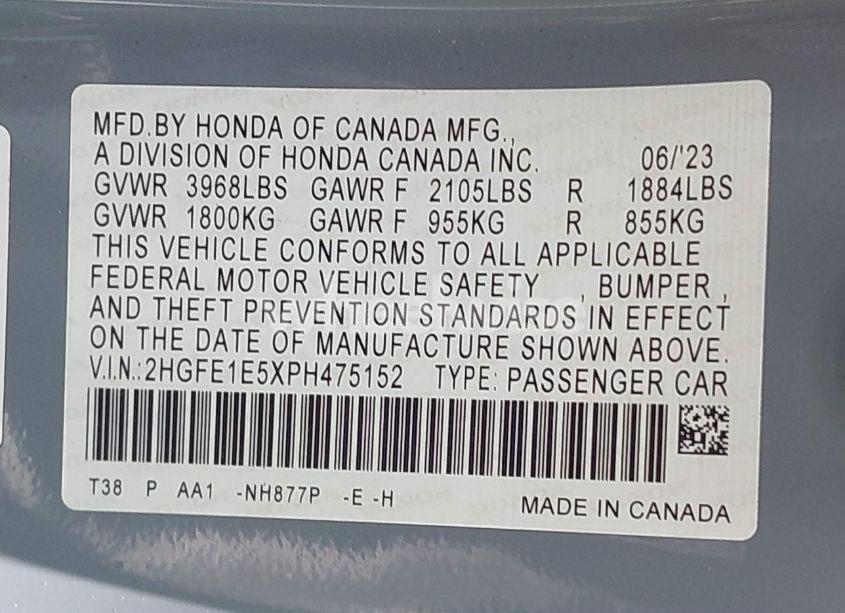 MFD.BY HONDA OF CANADA MFG.,
A DIVISION OF HONDA CANADA INC. 06/'23
GVWR 3968LBS GAWR F 2105LBS R 1884LBS
GVWR 1800KG GAWR F 955KG R 855KG
THIS VEHICLE CONFORMS TO ALL APPLICABLE
FEDERAL MOTOR VEHICLE SAFETY , BUMPER ,
AND THEFT PREVENTION STANDARDS IN EFFECT
ON THE DATE OF MANUFACTURE SHOWN ABOVE.
V.I.N.:2HGFE1E5XPH475152 TYPE: PASSENGER CAR
T38 P AA1 -NH877P -E -H
MADE IN CANADA